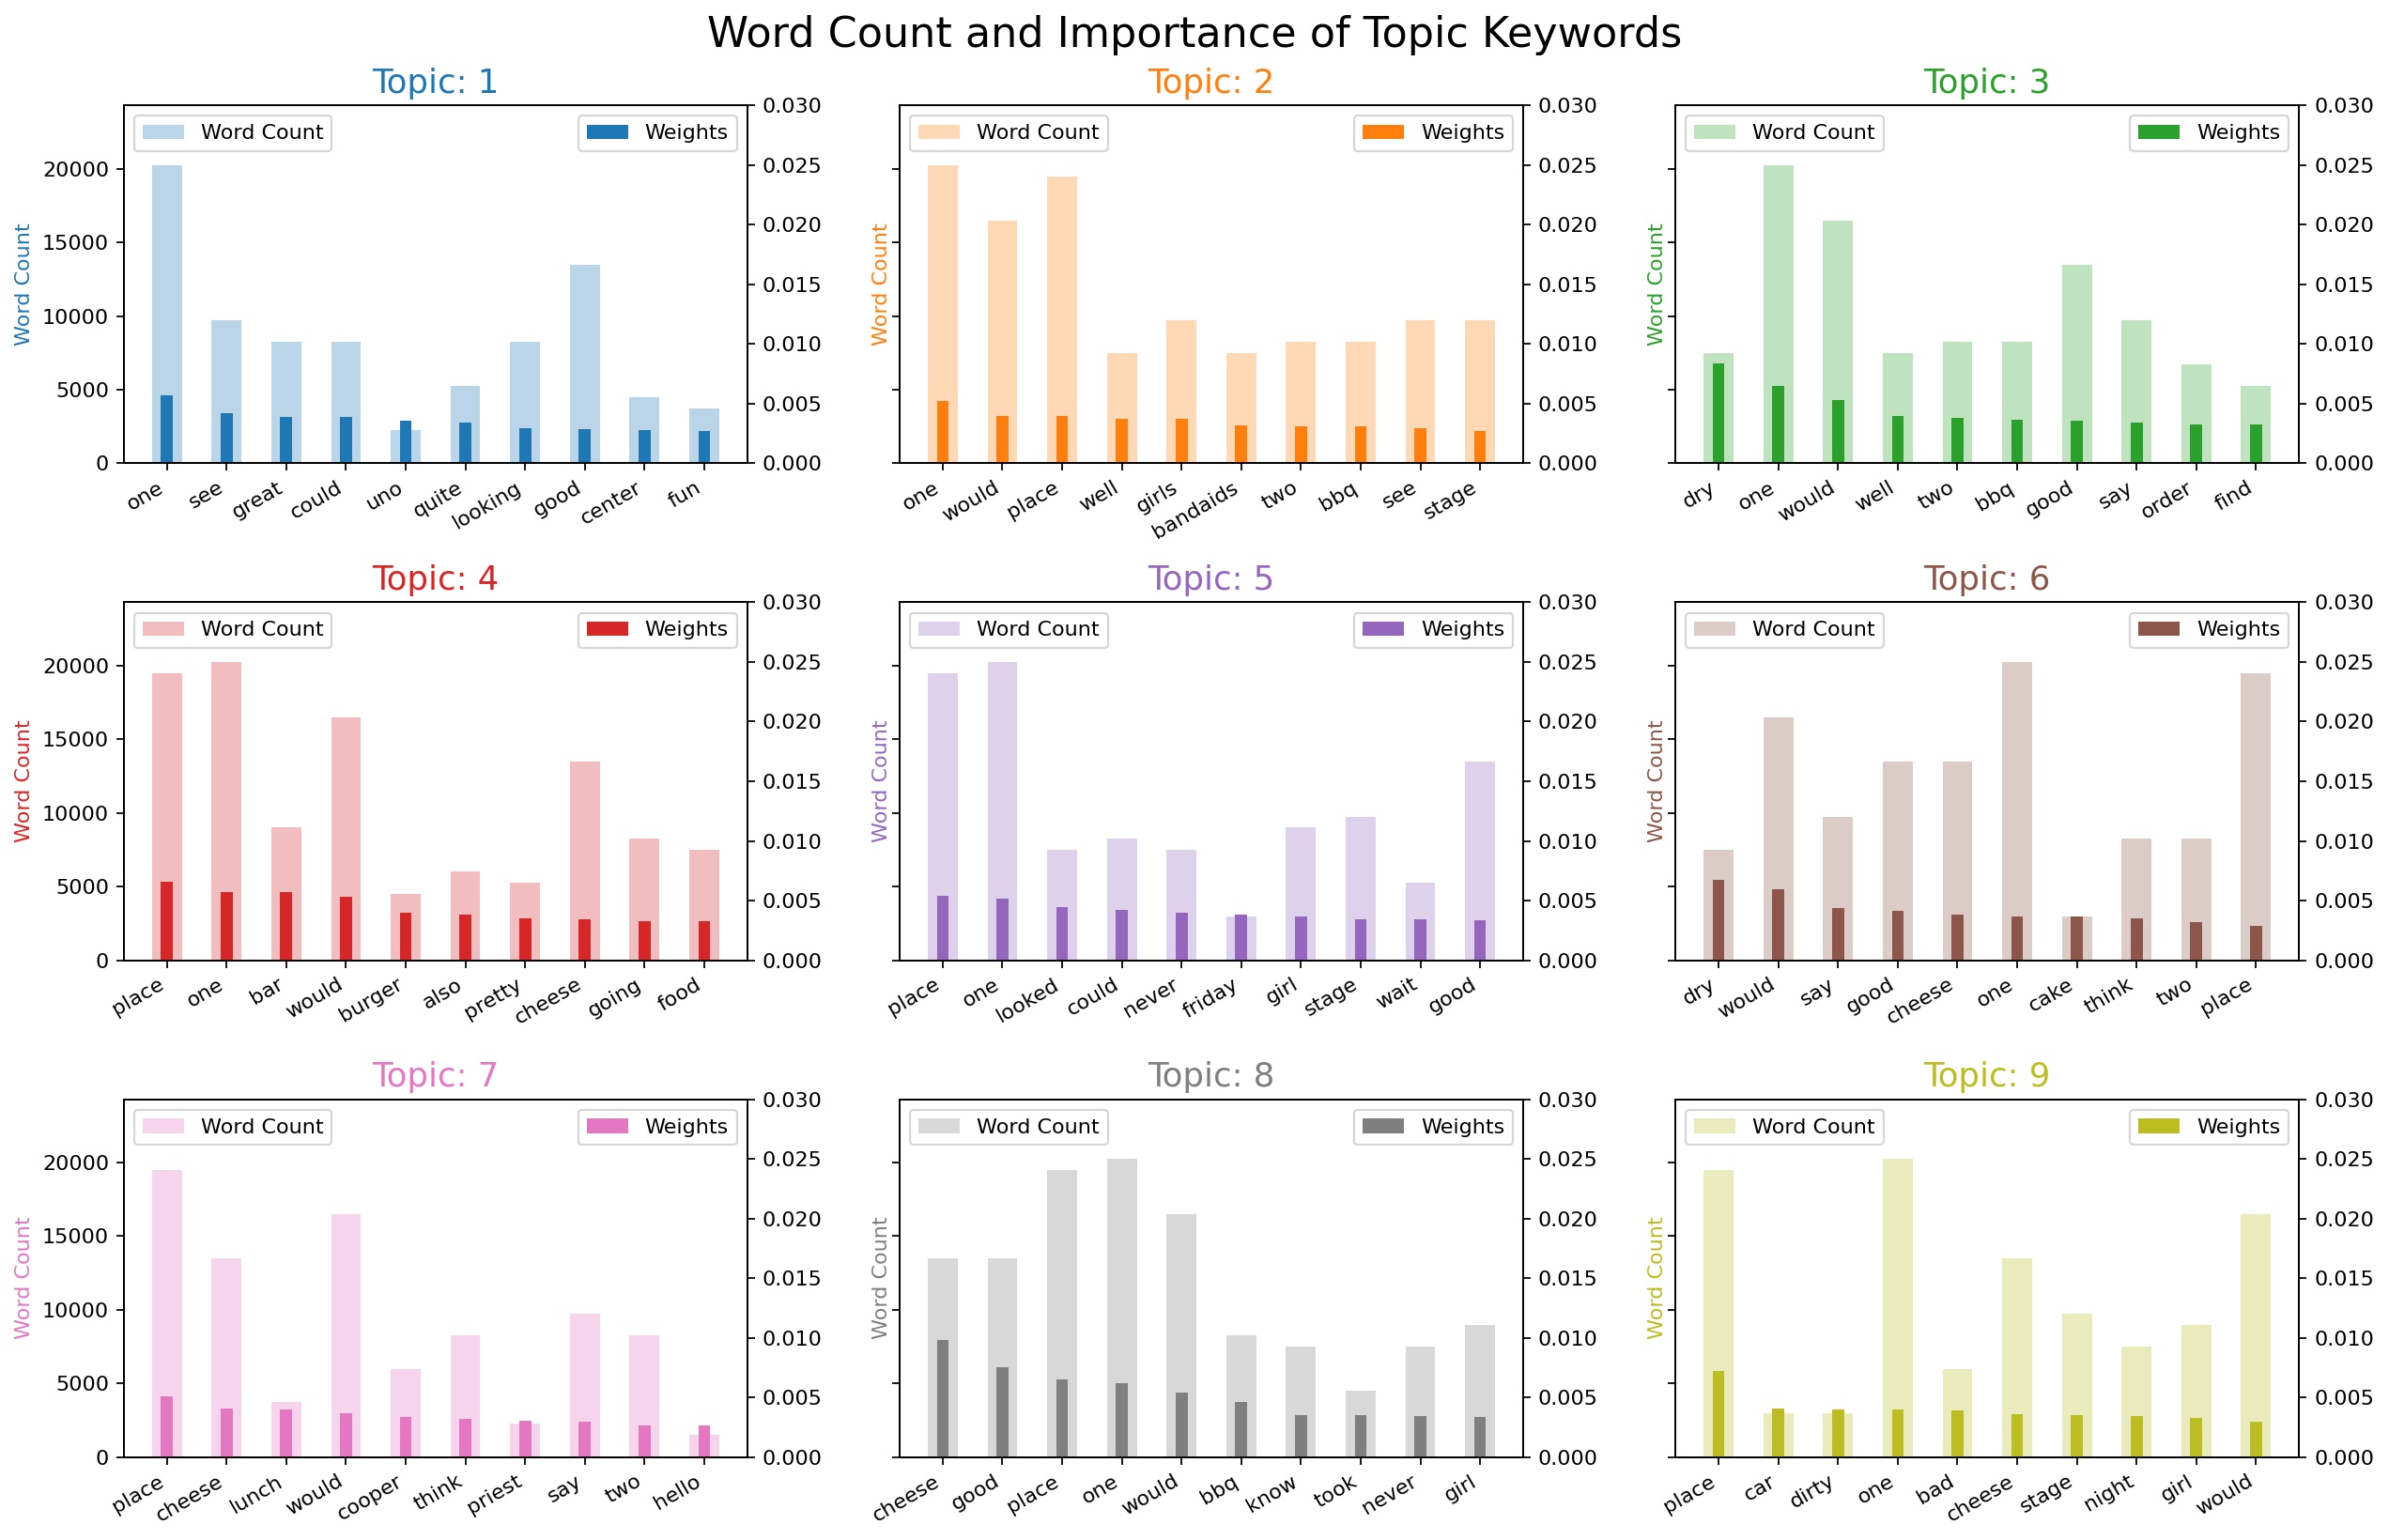 Word Count and Importance of Topic Keywords
Topic: 1
Word Count
Weights
Word Count
20000
15000
10000
5000
0
0.030
0.025
0.020
0.015
0.010
0.005
0.000
one see great could uno quite looking good center fun
Topic: 2
Word Count
Weights
Word Count
0.030
0.025
0.020
0.015
0.010
0.005
0.000
one would place well girls bandaids two bbq see stage
Topic: 3
Word Count
Weights
Word Count
0.030
0.025
0.020
0.015
0.010
0.005
0.000
dry one would well two bbq good say order find
Topic: 4
Word Count
Weights
Word Count
20000
15000
10000
5000
0
0.030
0.025
0.020
0.015
0.010
0.005
0.000
place one bar would burger also pretty cheese going food
Topic: 5
Word Count
Weights
Word Count
0.030
0.025
0.020
0.015
0.010
0.005
0.000
place one looked could never friday girl stage wait good
Topic: 6
Word Count
Weights
Word Count
0.030
0.025
0.020
0.015
0.010
0.005
0.000
dry would say good cheese one cake think two place
Topic: 7
Word Count
Weights
Word Count
20000
15000
10000
5000
0
0.030
0.025
0.020
0.015
0.010
0.005
0.000
place cheese lunch would cooper think priest say two hello
Topic: 8
Word Count
Weights
Word Count
0.030
0.025
0.020
0.015
0.010
0.005
0.000
cheese good place one would bbq know took never girl
Topic: 9
Word Count
Weights
Word Count
0.030
0.025
0.020
0.015
0.010
0.005
0.000
place car dirty one bad cheese stage night girl would